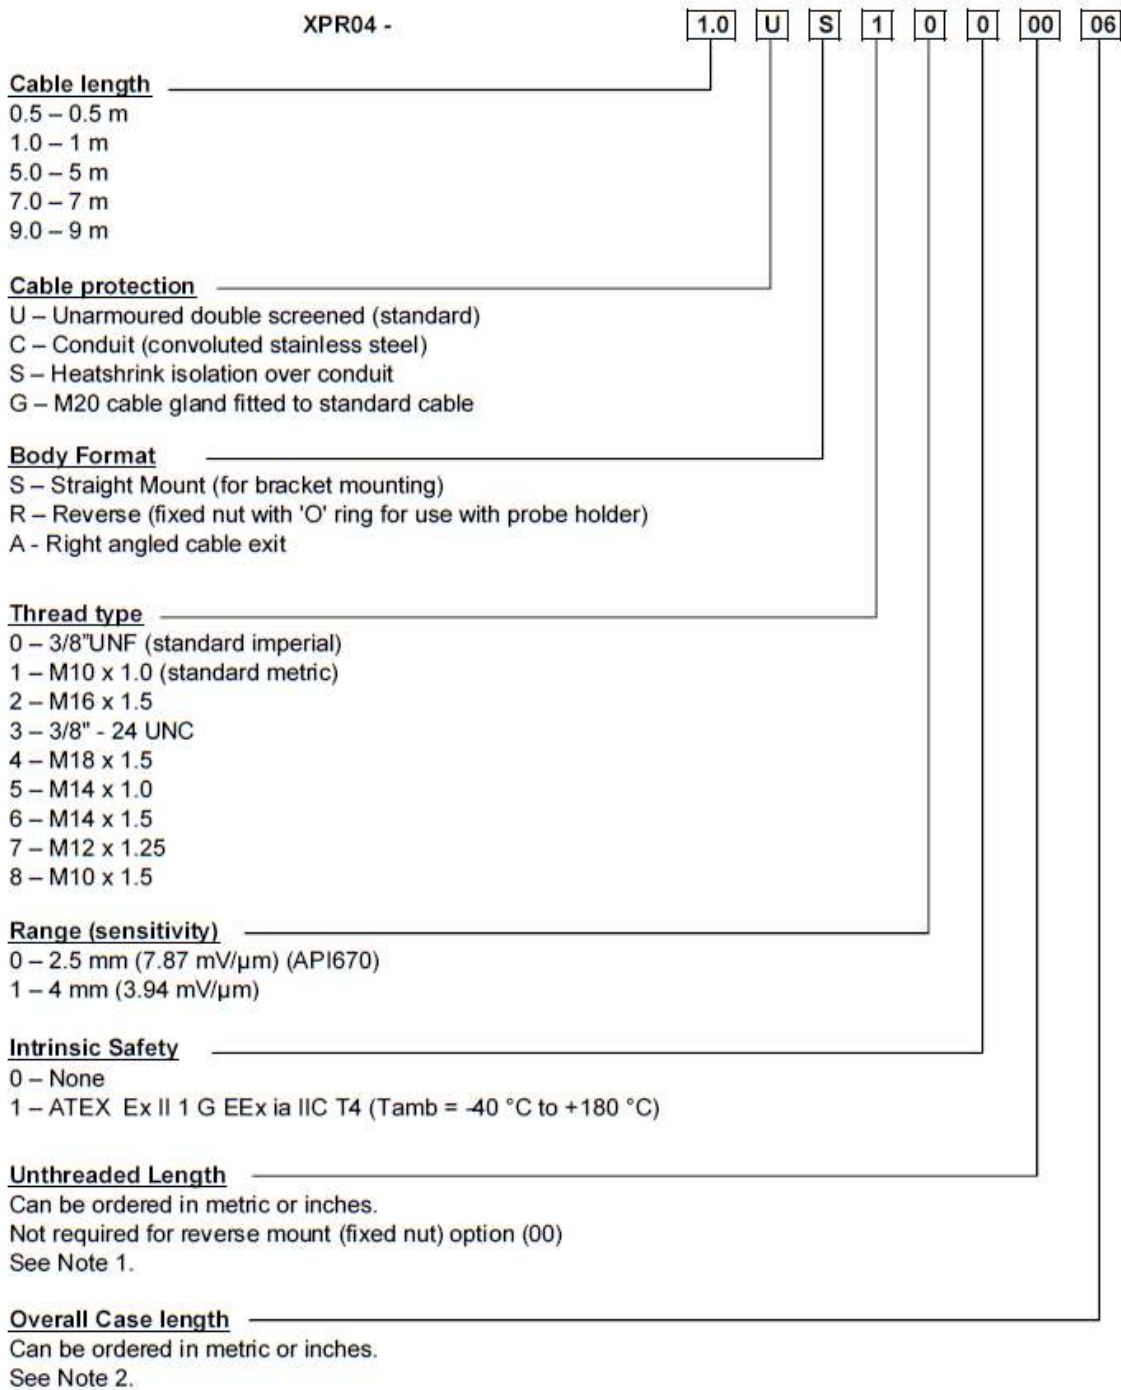 XPR04 - 1.0 U S 1 0 0 00 06
Cable length
0.5 – 0.5 m
1.0 – 1 m
5.0 – 5 m
7.0 – 7 m
9.0 – 9 m
Cable protection
U – Unarmoured double screened (standard)
C – Conduit (convoluted stainless steel)
S – Heatshrink isolation over conduit
G – M20 cable gland fitted to standard cable
Body Format
S – Straight Mount (for bracket mounting)
R – Reverse (fixed nut with 'O' ring for use with probe holder)
A - Right angled cable exit
Thread type
0 – 3/8"UNF (standard imperial)
1 – M10 x 1.0 (standard metric)
2 – M16 x 1.5
3 – 3/8" - 24 UNC
4 – M18 x 1.5
5 – M14 x 1.0
6 – M14 x 1.5
7 – M12 x 1.25
8 – M10 x 1.5
Range (sensitivity)
0 – 2.5 mm (7.87 mV/µm) (API670)
1 – 4 mm (3.94 mV/µm)
Intrinsic Safety
0 – None
1 – ATEX Ex II 1 G EEx ia IIC T4 (Tamb = -40 °C to +180 °C)
Unthreaded Length
Can be ordered in metric or inches.
Not required for reverse mount (fixed nut) option (00)
See Note 1.
Overall Case length
Can be ordered in metric or inches.
See Note 2.